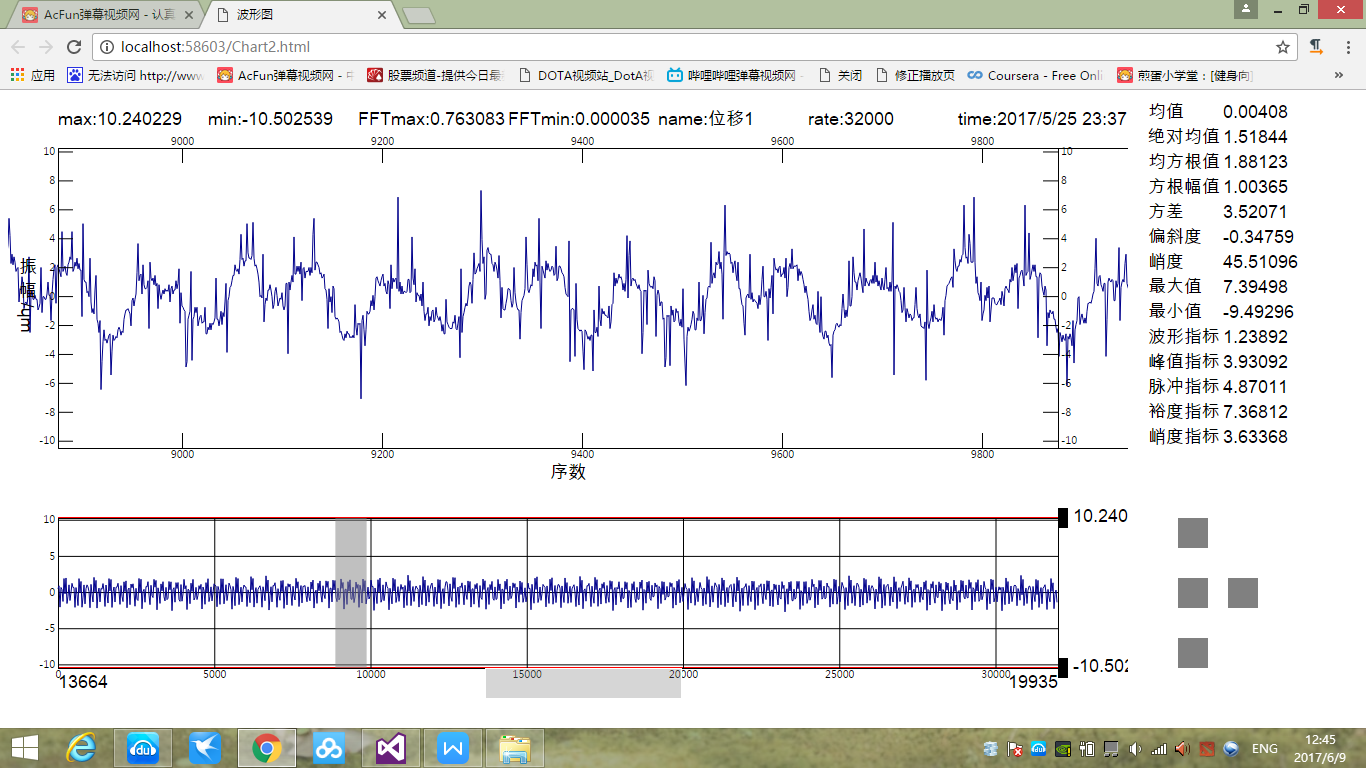 AcFun弹幕视频网 - 认真
波形图
localhost:58603/Chart2.html
应用
无法访问 http://www
AcFun弹幕视频网 - 中
股票频道-提供今日最
DOTA视频站_DotA视
哔哩哔哩弹幕视频网 -
关闭
修正播放页
Coursera - Free Onli
煎蛋小学堂：[健身向]
»
max:10.240229 min:-10.502539 FFTmax:0.763083 FFTmin:0.000035 name:位移1 rate:32000 time:2017/5/25 23:37
9000 9200 9400 9600 9800
10 10
8 8
6 6
4 4
2 2
0 0
-2 -2
-4 -4
-6 -6
-8 -8
-10 -10
振幅/μm
9000 9200 9400 9600 9800
序数
均值 0.00408
绝对均值 1.51844
均方根值 1.88123
方根幅值 1.00365
方差 3.52071
偏斜度 -0.34759
峭度 45.51096
最大值 7.39498
最小值 -9.49296
波形指标 1.23892
峰值指标 3.93092
脉冲指标 4.87011
裕度指标 7.36812
峭度指标 3.63368
10
5
0
-5
-10
10.240
-10.502
0 5000 10000 15000 20000 25000 30000
13664 19935
ENG
12:45
2017/6/9